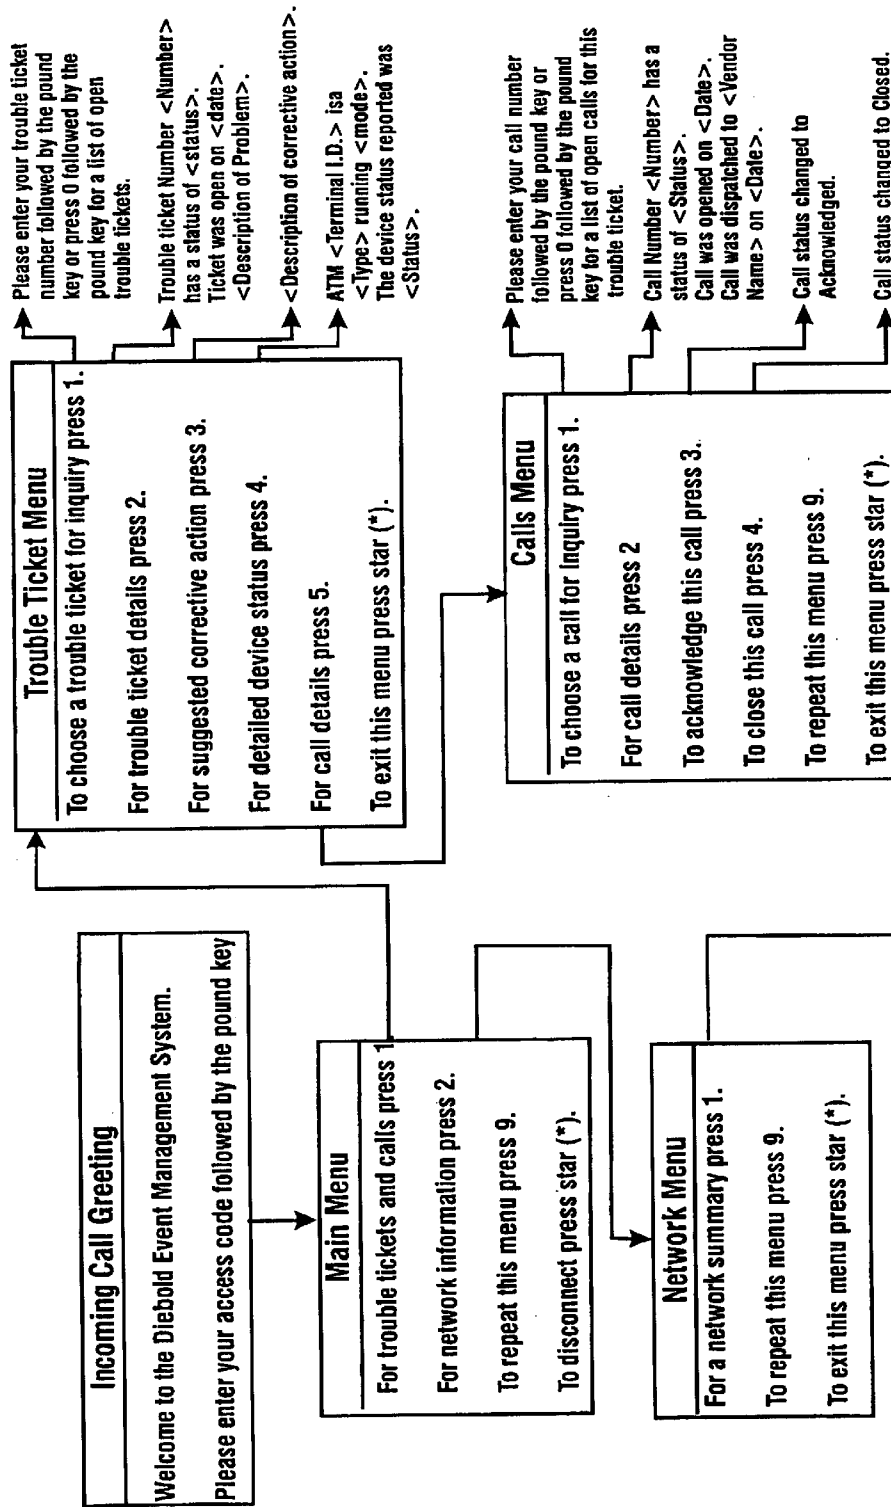 Incoming Call Greeting
Welcome to the Diebold Event Management System.
Please enter your access code followed by the pound key
Main Menu
For trouble tickets and calls press 1
For network information press 2.
To repeat this menu press 9.
To disconnect press star (*).
Network Menu
For a network summary press 1.
To repeat this menu press 9.
To exit this menu press star (*).
Trouble Ticket Menu
To choose a trouble ticket for inquiry press 1.
For trouble ticket details press 2.
For suggested corrective action press 3.
For detailed device status press 4.
For call details press 5.
To exit this menu press star (*).
Please enter your trouble ticket
number followed by the pound
key or press 0 followed by the
pound key for a list of open
trouble tickets.
Trouble ticket Number <Number>
has a status of <status>.
Ticket was open on <date>.
<Deseription of Problem>.
<Description of corrective action>.
ATM <Terminal I.D.> isa
<Type> running <mode>.
The device status reported was
<Status>.
Calls Menu
To choose a call for Inquiry press 1.
For call details press 2
To acknowledge this call press 3.
To close this call press 4.
To repeat this menu press 9.
To exit this menu press star (*).
Please enter your call number
followed by the pound key or
press 0 followed by the pound
key for a list of open calls for this
trouble ticket.
Call Number <Number> has a
status of <Status>.
Call was opened on <Date>.
Call was dispatched to <Vendor
Name> on <Date>.
Call status changed to
Acknowledged.
Call status changed to Closed.